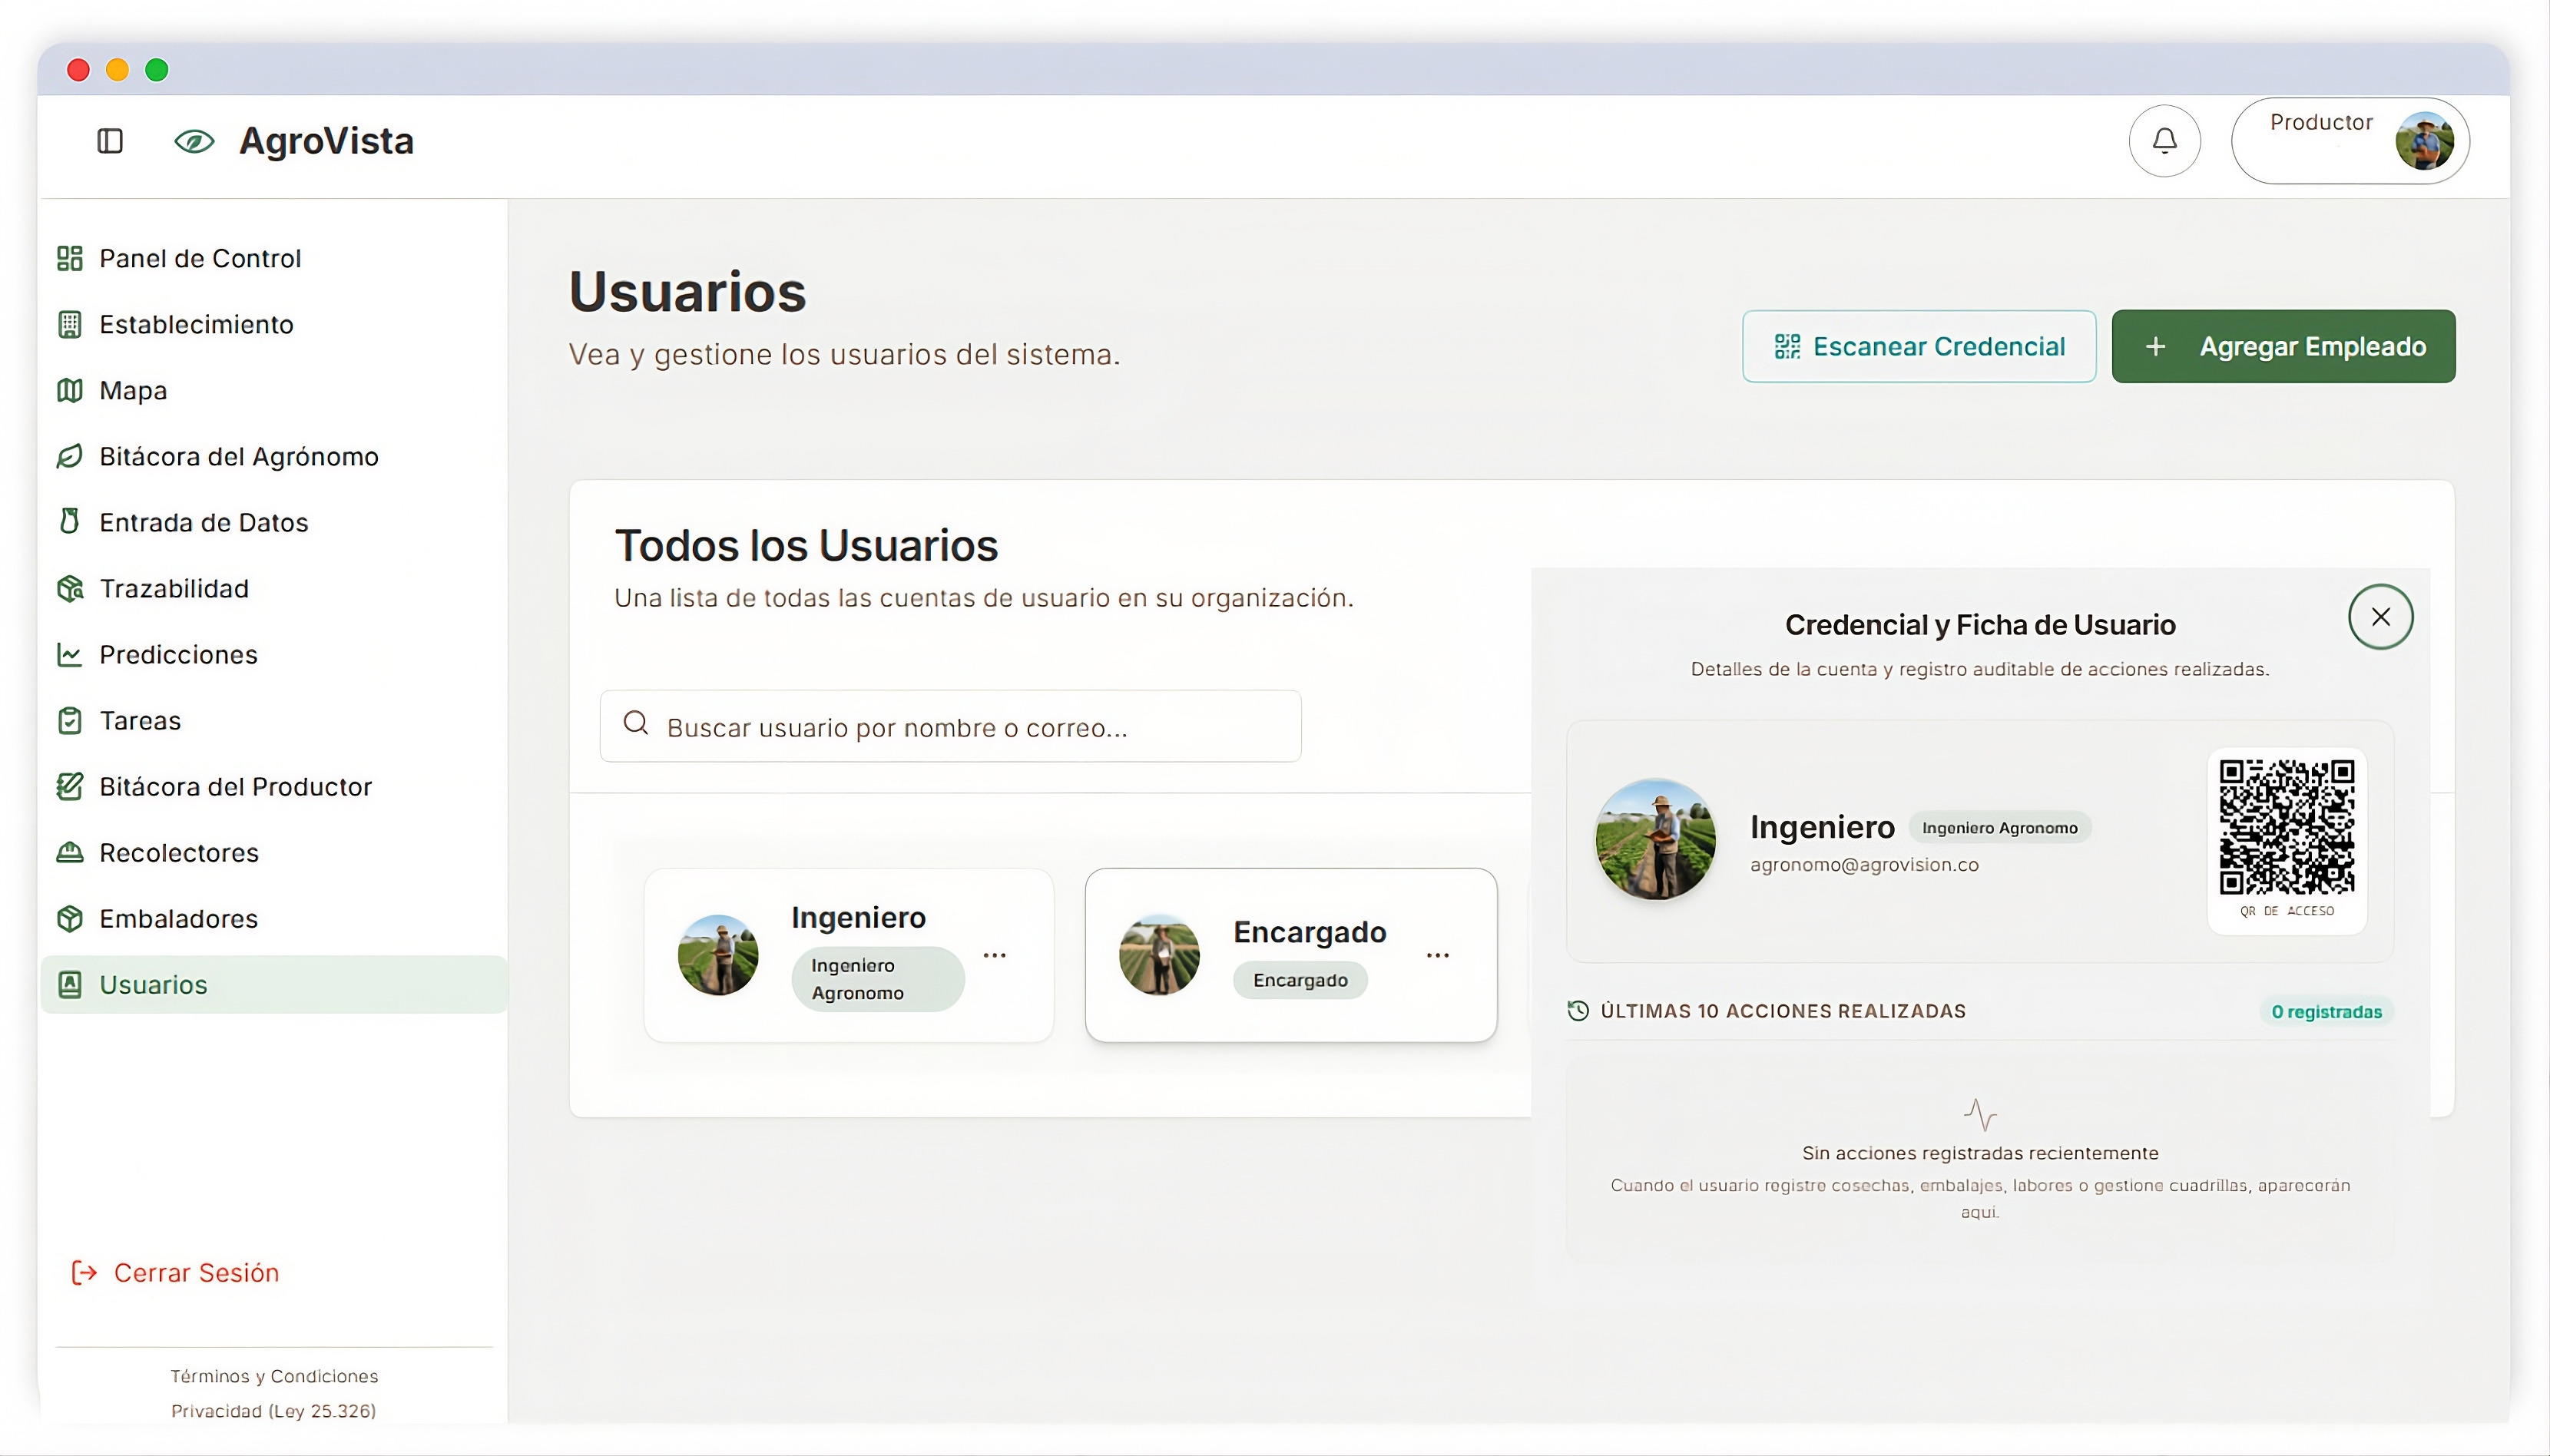 AgroVista
Productor
Panel de Control
Establecimiento
Mapa
Bitácora del Agrónomo
Entrada de Datos
Trazabilidad
Predicciones
Tareas
Bitácora del Productor
Recolectores
Embaladores
Usuarios
Cerrar Sesión
Términos y Condiciones
Privacidad (Ley 25.326)
Usuarios
Vea y gestione los usuarios del sistema.
Escanear Credencial
+ Agregar Empleado
Todos los Usuarios
Una lista de todas las cuentas de usuario en su organización.
Buscar usuario por nombre o correo...
Ingeniero
Ingeniero
Agronomo
Encargado
Encargado
Credencial y Ficha de Usuario
Detalles de la cuenta y registro auditable de acciones realizadas.
Ingeniero
Ingeniero Agronomo
agronomo@agrovision.co
QR DE ACCESO
ÚLTIMAS 10 ACCIONES REALIZADAS
0 registradas
Sin acciones registradas recientemente
Cuando el usuario registre cosechas, embalajes, labores o gestione cuadrillas, aparecerán
aquí.